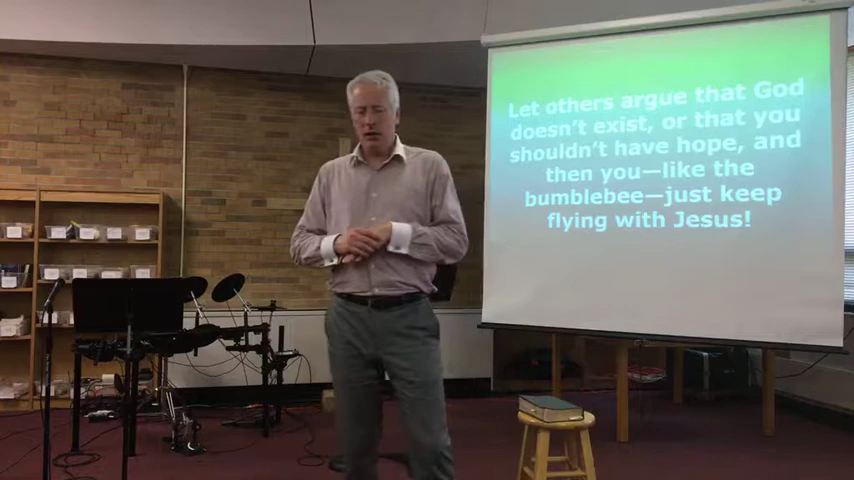 Let others argue that God
doesn't exist, or that you
shouldn't have hope, and
then you—like the
bumblebee—just keep
flying with Jesus!